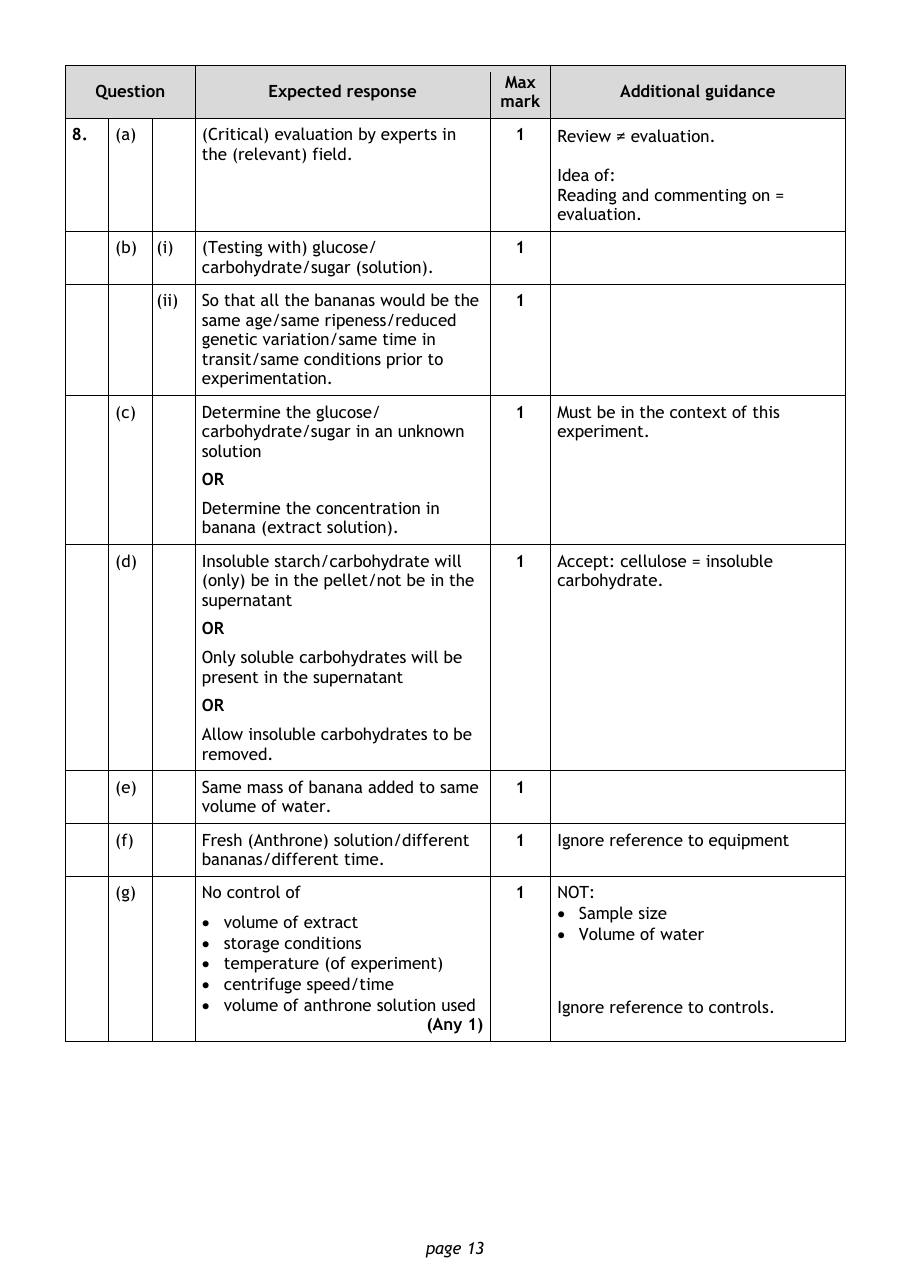 Question
Expected response
Max
mark
Additional guidance
8.
(a)
(Critical) evaluation by experts in
the (relevant) field.
1
Review ≠ evaluation.
Idea of:
Reading and commenting on =
evaluation.
(b)
(i)
(Testing with) glucose/
carbohydrate/sugar (solution).
1
(ii)
So that all the bananas would be the
same age/same ripeness/reduced
genetic variation/same time in
transit/same conditions prior to
experimentation.
1
(c)
Determine the glucose/
carbohydrate/sugar in an unknown
solution
OR
Determine the concentration in
banana (extract solution).
1
Must be in the context of this
experiment.
(d)
Insoluble starch/carbohydrate will
(only) be in the pellet/not be in the
supernatant
OR
Only soluble carbohydrates will be
present in the supernatant
OR
Allow insoluble carbohydrates to be
removed.
1
Accept: cellulose = insoluble
carbohydrate.
(e)
Same mass of banana added to same
volume of water.
1
(f)
Fresh (Anthrone) solution/different
bananas/different time.
1
Ignore reference to equipment
(g)
No control of
• volume of extract
• storage conditions
• temperature (of experiment)
• centrifuge speed/time
• volume of anthrone solution used
(Any 1)
1
NOT:
• Sample size
• Volume of water
Ignore reference to controls.
page 13